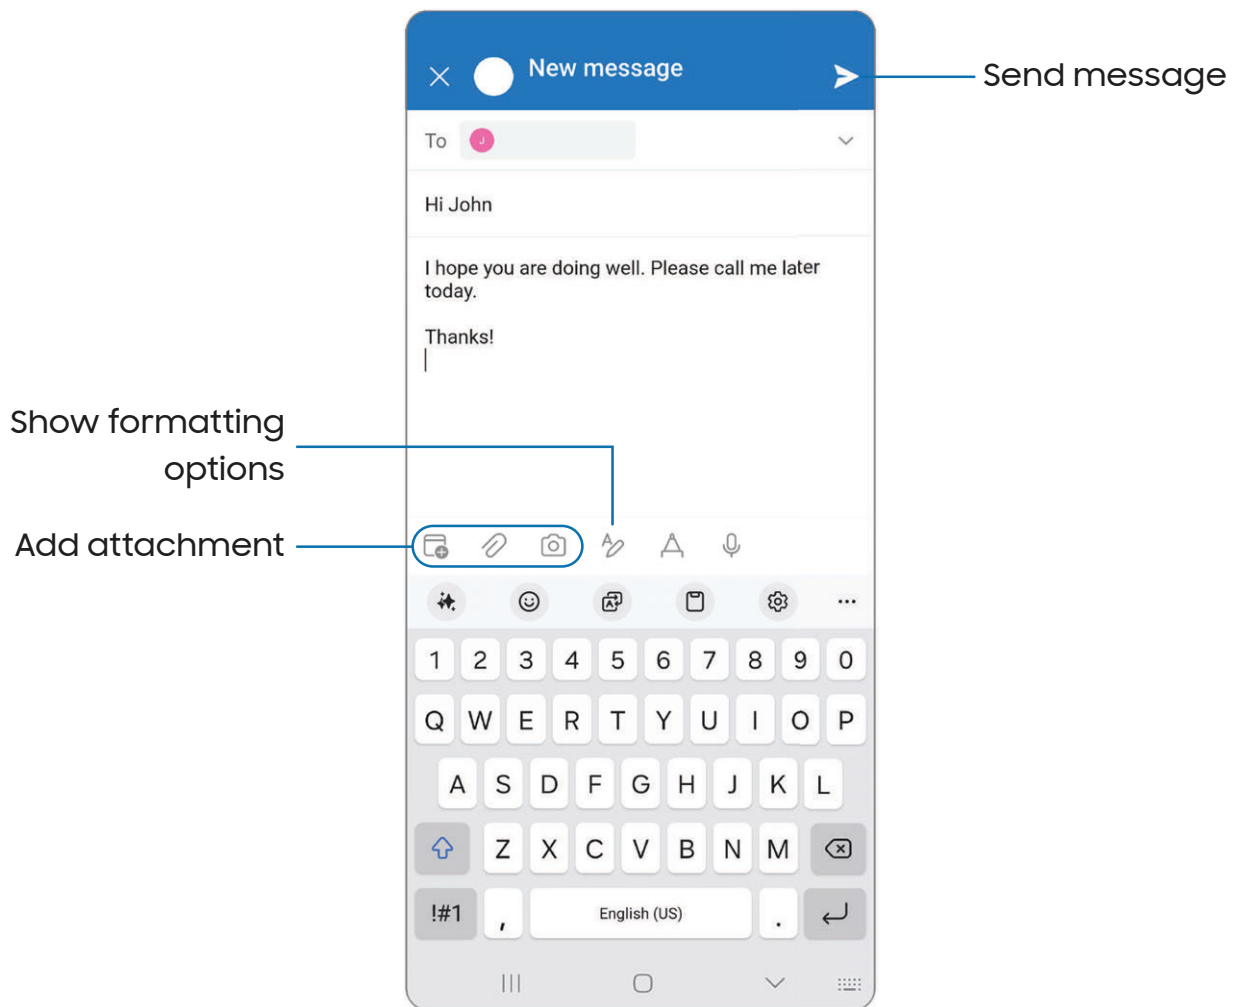 New message
Send message
To J
Hi John
I hope you are doing well. Please call me later
today.
Thanks!
Show formatting
options
Add attachment
1 2 3 4 5 6 7 8 9 0
Q W E R T Y U I O P
A S D F G H J K L
Z X C V B N M
!#1 , English (US) .